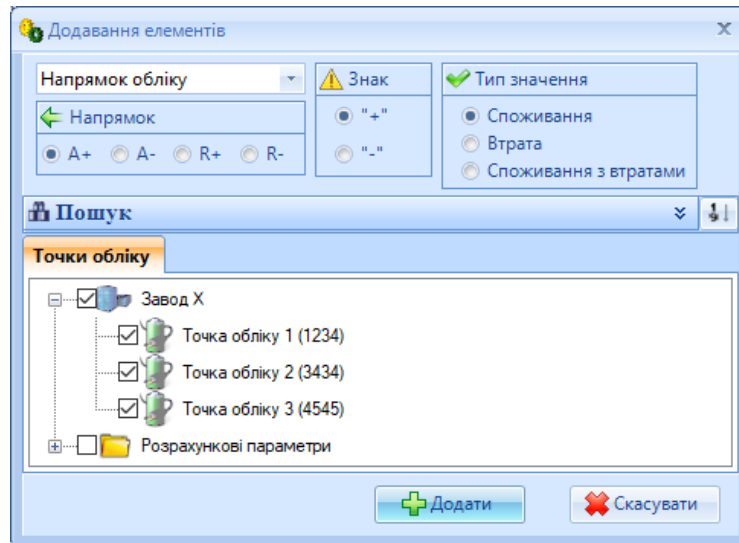 Додавання елементів
Напрямок обліку
Напрямок
A+ A- R+ R-
Знак
"+"
"-"
Тип значення
Споживання
Втрата
Споживання з втратами
Пошук
Точки обліку
Завод X
Точка обліку 1 (1234)
Точка обліку 2 (3434)
Точка обліку 3 (4545)
Розрахункові параметри
Додати Скасувати